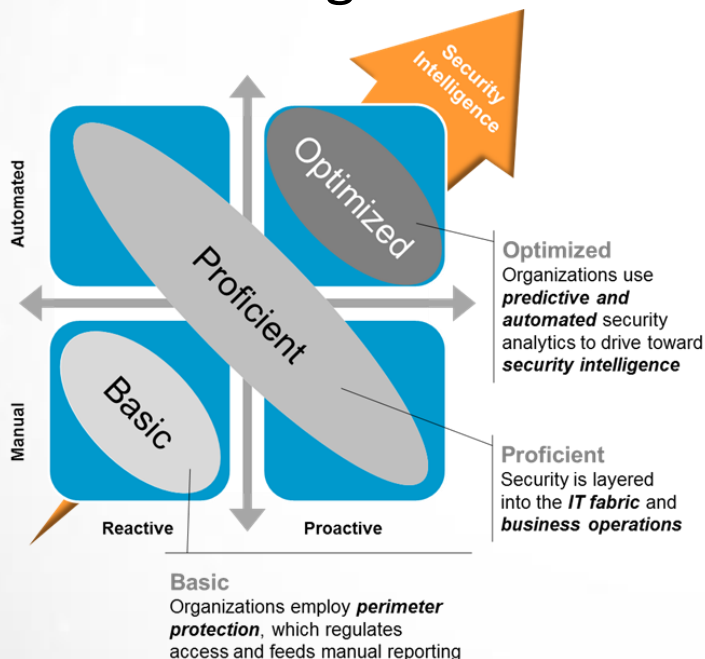 Security
Intelligence
Automated
Optimized
Proficient
Optimized
Organizations use
predictive and
automated security
analytics to drive toward
security intelligence
Manual
Basic
Proficient
Security is layered
into the IT fabric and
business operations
Reactive
Proactive
Basic
Organizations employ perimeter
protection, which regulates
access and feeds manual reporting